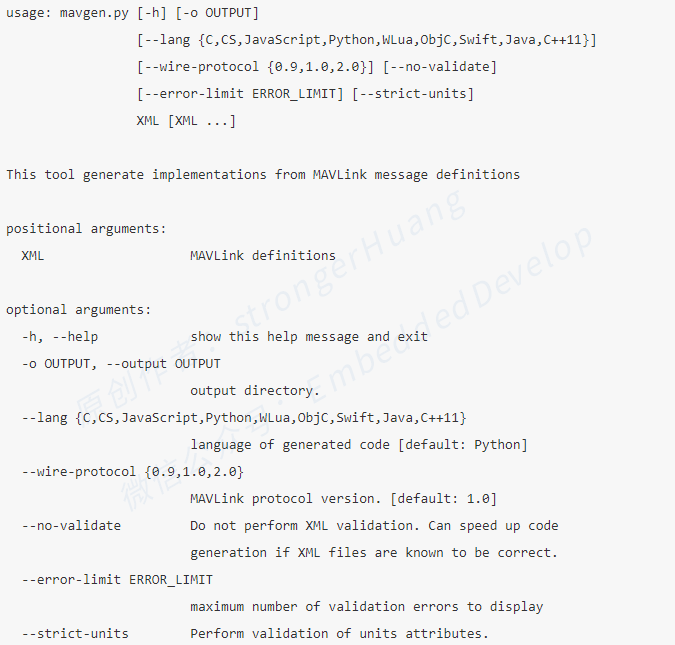 usage: mavgen.py [-h] [-o OUTPUT]
[--lang {C,CS,JavaScript,Python,WLua,ObjC,Swift,Java,C++11}]
[--wire-protocol {0.9,1.0,2.0}] [--no-validate]
[--error-limit ERROR_LIMIT] [--strict-units]
XML [XML ...]
This tool generate implementations from MAVLink message definitions
positional arguments:
XML MAVLink definitions
optional arguments:
-h, --help show this help message and exit
-o OUTPUT, --output OUTPUT
output directory.
--lang {C,CS,JavaScript,Python,WLua,ObjC,Swift,Java,C++11}
language of generated code [default: Python]
--wire-protocol {0.9,1.0,2.0}
MAVLink protocol version. [default: 1.0]
--no-validate Do not perform XML validation. Can speed up code
generation if XML files are known to be correct.
--error-limit ERROR_LIMIT
maximum number of validation errors to display
--strict-units Perform validation of units attributes.
原创作者：strongerHuang
微信公众号：EmbeddedDevelop